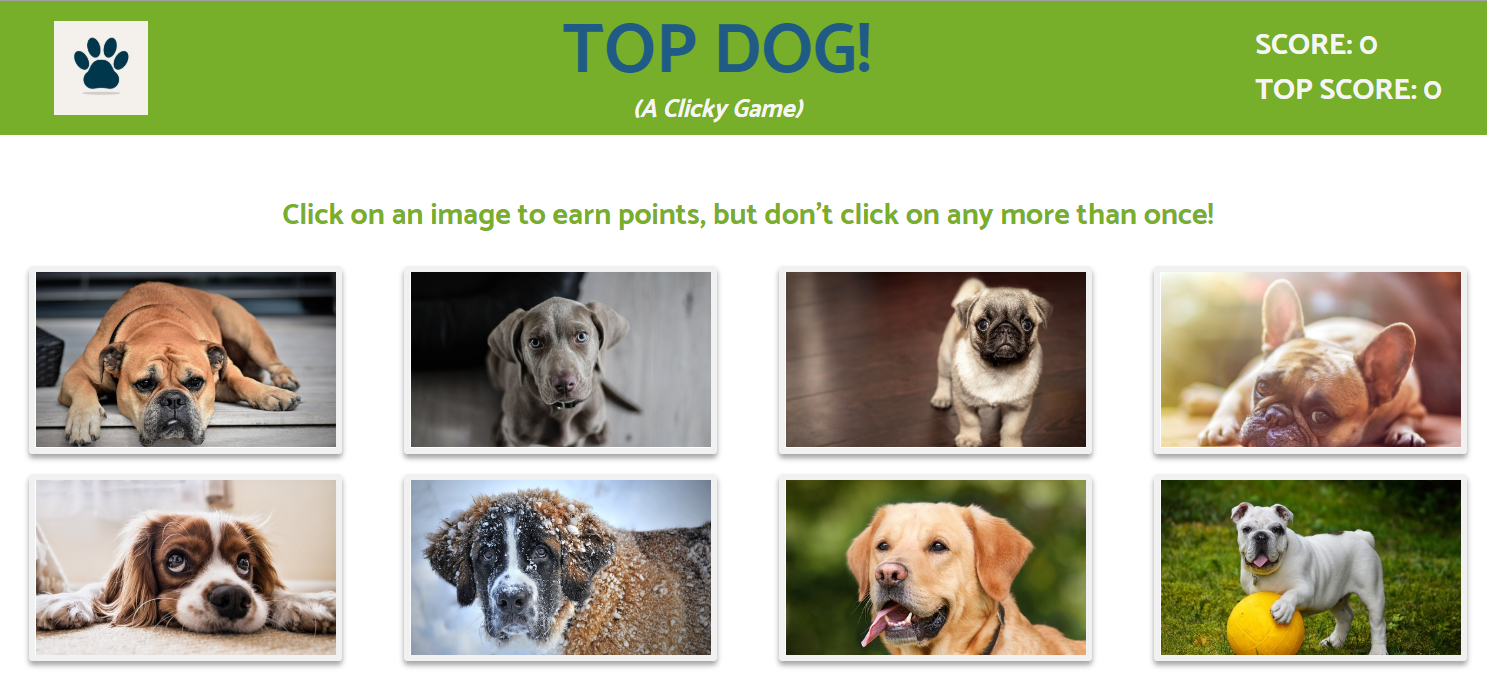 TOP DOG!
(A Clicky Game)
SCORE: 0
TOP SCORE: 0
Click on an image to earn points, but don't click on any more than once!